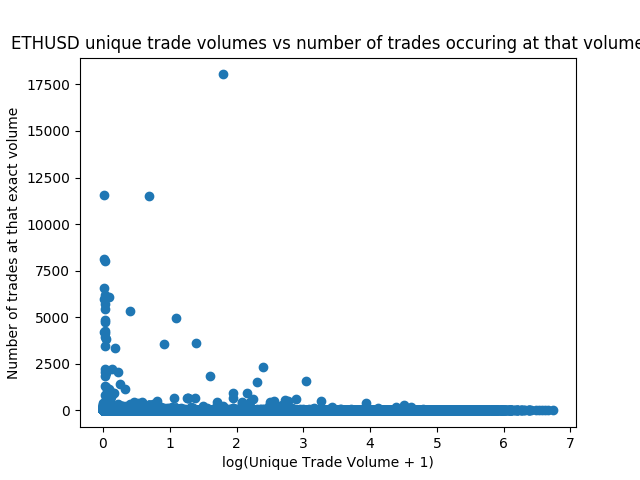 ETHUSD unique trade volumes vs number of trades occuring at that volume
Number of trades at that exact volume
17500
15000
12500
10000
7500
5000
2500
0
0 1 2 3 4 5 6 7
log(Unique Trade Volume + 1)